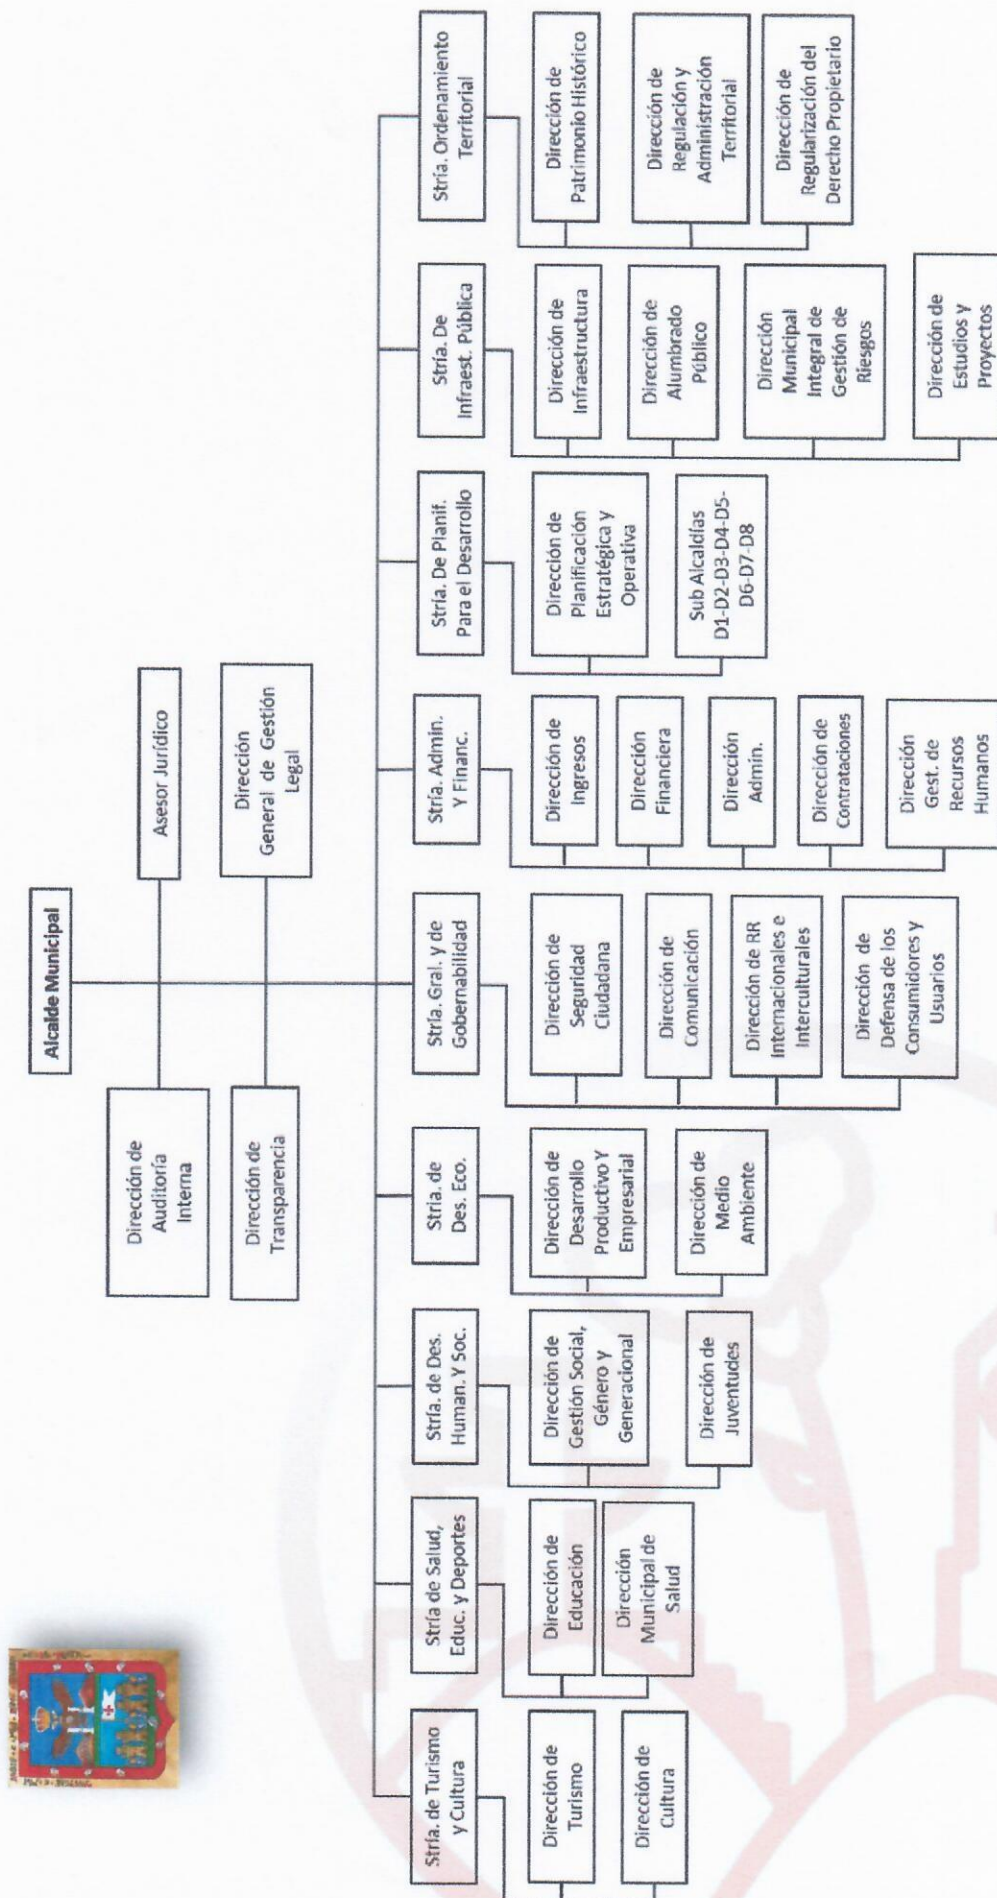 Alcalde Municipal
Dirección de
Auditoría
Interna
Asesor Jurídico
Dirección de
Transparencia
Dirección
General de Gestión
Legal
Stría. de Turismo
y Cultura
Dirección de
Turismo
Dirección de
Cultura
Stría de Salud,
Educ. y Deportes
Dirección de
Educación
Dirección
Municipal de
Salud
Stría. de Des.
Human. Y Soc.
Dirección de
Gestión Social,
Género y
Generacional
Dirección de
Juventudes
Stria. de
Des. Eco.
Dirección de
Desarrollo
Productivo Y
Empresarial
Dirección de
Medio
Ambiente
Stría. Gral. y de
Gobernabilidad
Dirección de
Seguridad
Ciudadana
Dirección de
Comunicación
Dirección de RR
Internacionales e
Interculturales
Dirección de
Defensa de los
Consumidores y
Usuarios
Stría. Admin.
Y Financ.
Dirección de
Ingresos
Dirección
Financiera
Dirección
Admin.
Dirección de
Contrataciones
Dirección
Gest. de
Recursos
Humanos
Stría. De Planif.
Para el Desarrollo
Dirección de
Planificación
Estratégica y
Operativa
Sub Alcaldías
D1-D2-D3-D4-D5-
D6-D7-D8
Stría. De
Infraest. Pública
Dirección de
Infraestructura
Dirección de
Alumbrado
Público
Dirección
Municipal
Integral de
Gestión de
Riesgos
Dirección de
Estudios y
Proyectos
Stría. Ordenamiento
Territorial
Dirección de
Patrimonio Histórico
Dirección de
Regulación y
Administración
Territorial
Dirección de
Regularización del
Derecho Propietario